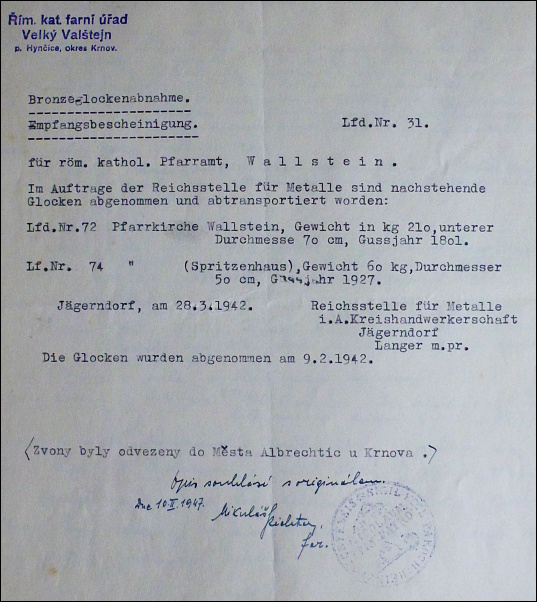 Řím. kat. farní úřad
Velký Valštejn
p. Hynčice, okres Krnov.
Bronzeglockenabnahme.
Empfangsbescheinigung. Lfd.Nr. 31.
für röm. kathol. Pfarramt, W a l l s t e i n .
Im Auftrage der Reichsstelle für Metalle sind nachstehende
Glocken abgenommen und abtransportiert worden:
Lfd.Nr.72 Pfarrkirche Wallstein, Gewicht in kg 21o,unterer
Durchmesse 7o cm, Gussjahr 18o1.
Lf.Nr. 74 " (Spritzenhaus),Gewicht 6o kg,Durchmesser
5o cm, Gussjahr 1927.
Jägerndorf, am 28.3.1942. Reichsstelle für Metalle
i.A.Kreishandwerkerschaft
Jägerndorf
Langer m.pr.
Die Glocken wurden abgenommen am 9.2.1942.
(Zvony byly odvezeny do Města Albrechtic u Krnova .)
Opis souhlasí s originálem.
Dne 10.II.1947. Mikuláš
far.